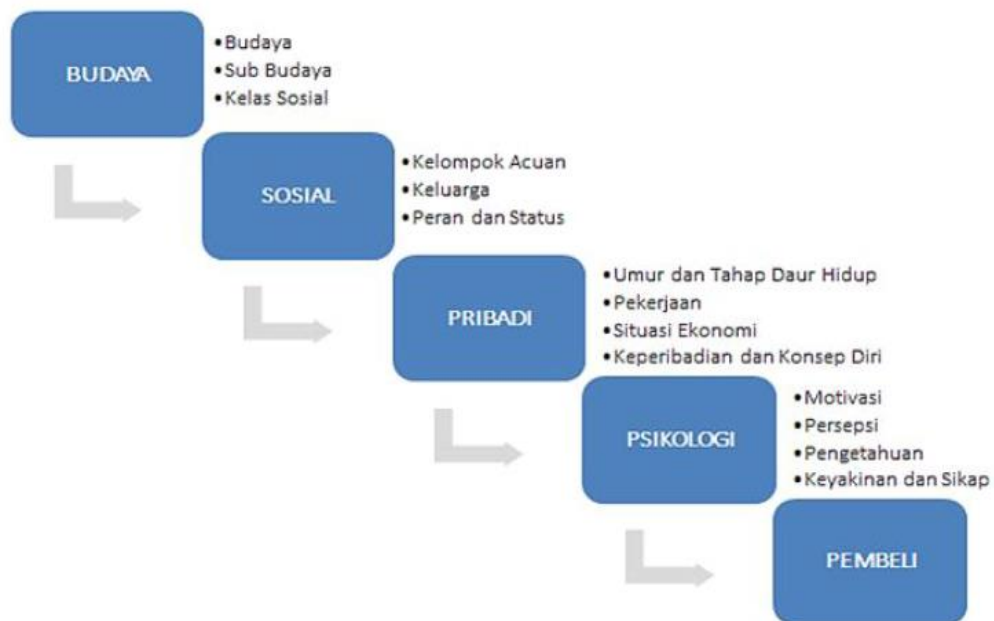 BUDAYA
•Budaya
•Sub Budaya
•Kelas Sosial
SOSIAL
•Kelompok Acuan
•Keluarga
•Peran dan Status
PRIBADI
•Umur dan Tahap Daur Hidup
•Pekerjaan
•Situasi Ekonomi
•Keperibadian dan Konsep Diri
PSIKOLOGI
•Motivasi
•Persepsi
•Pengetahuan
•Keyakinan dan Sikap
PEMBELI